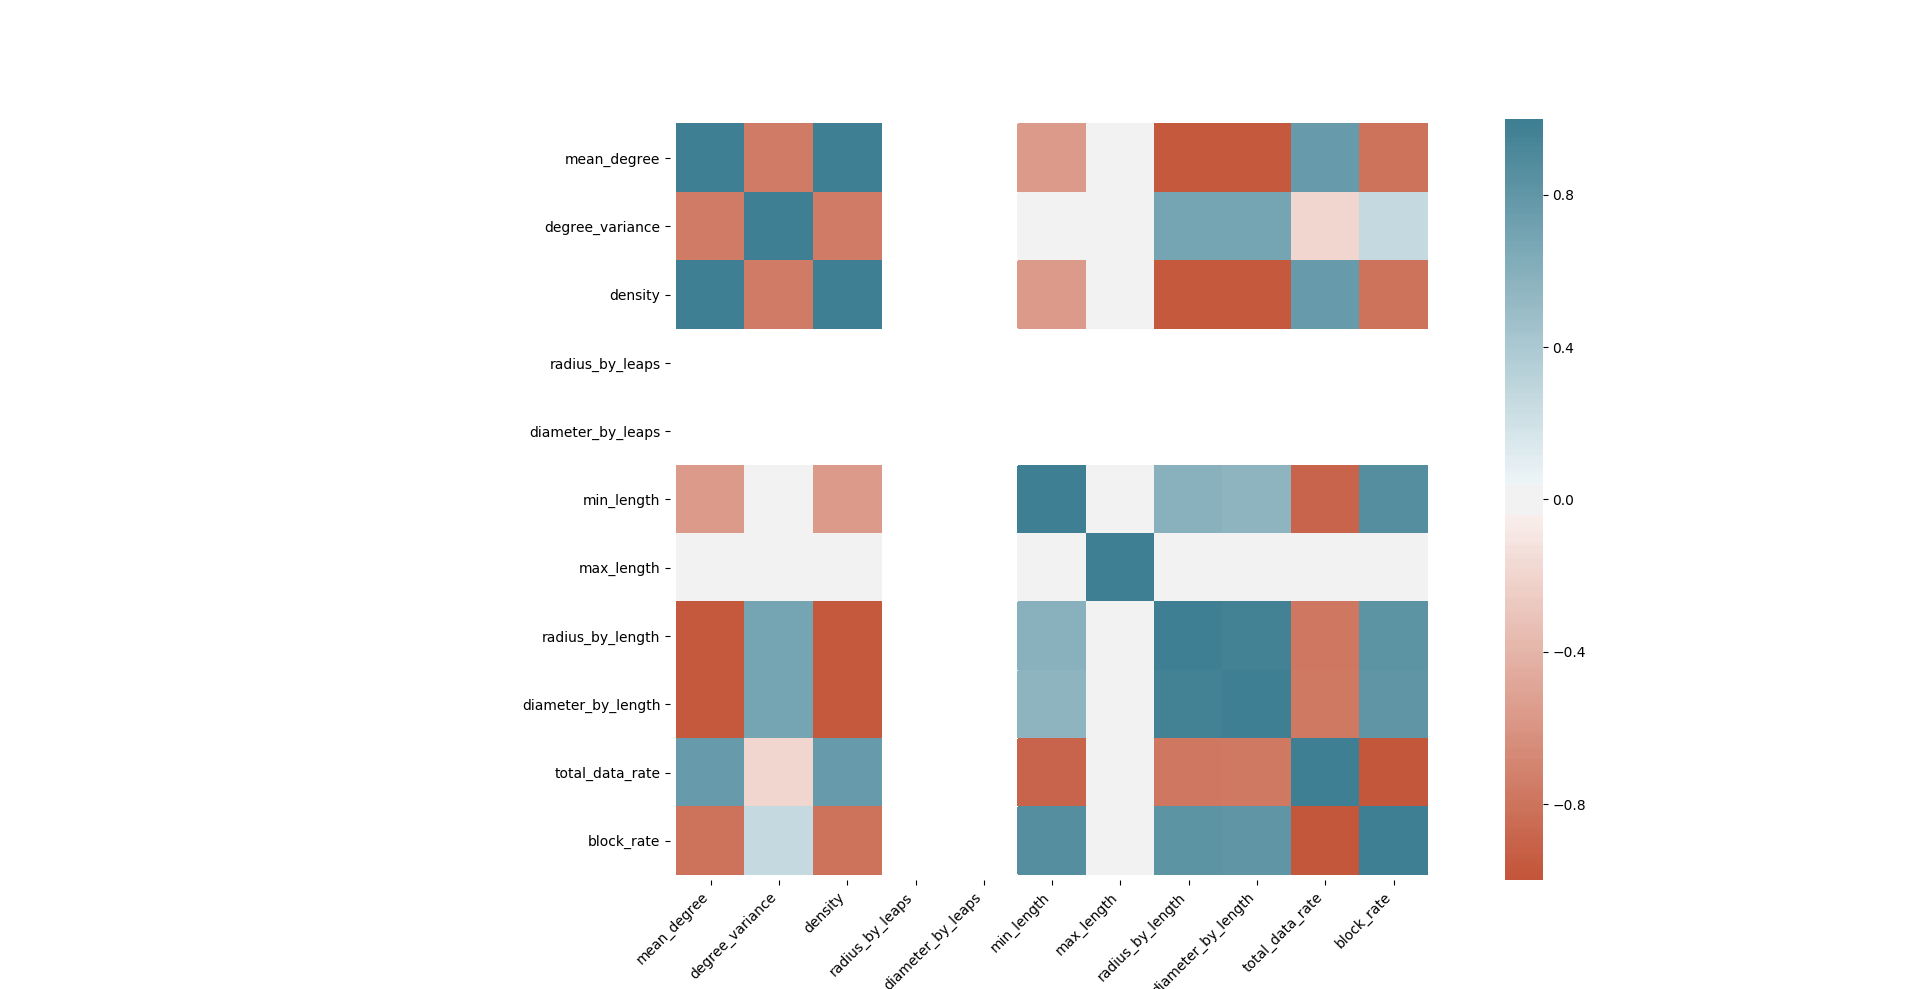 mean_degree
degree_variance
density
radius_by_leaps
diameter_by_leaps
min_length
max_length
radius_by_length
diameter_by_length
total_data_rate
block_rate
mean_degree
degree_variance
density
radius_by_leaps
diameter_by_leaps
min_length
max_length
radius_by_length
diameter_by_length
total_data_rate
block_rate
0.8
0.4
0.0
−0.4
−0.8